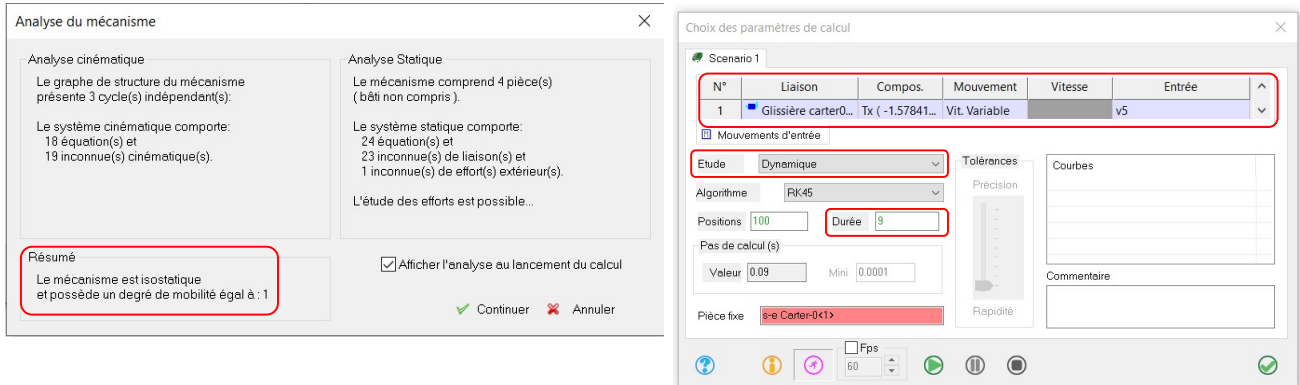 Analyse du mécanisme
Analyse cinématique
Le graphe de structure du mécanisme
présente 3 cycle(s) indépendant(s):
Le système cinématique comporte:
18 équation(s) et
19 inconnue(s) cinématique(s).
Analyse Statique
Le mécanisme comprend 4 pièce(s)
( bâti non compris ).
Le système statique comporte:
24 équation(s) et
23 inconnue(s) de liaison(s) et
1 inconnue(s) de effort(s) extérieur(s).
L'étude des efforts est possible...
Résumé
Le mécanisme est isostatique
et possède un degré de mobilité égal à : 1
Afficher l'analyse au lancement du calcul
Continuer Annuler
Choix des paramètres de calcul
Scenario 1
N° Liaison Compos. Mouvement Vitesse Entrée
1 Glissière carter0... Tx ( -1.57841... Vit. Variable v5
Mouvements d'entrée
Etude Dynamique
Algorithme RK45
Positions 100 Durée 9
Pas de calcul (s)
Valeur 0.09 Mini 0.0001
Pièce fixe s-e Carter-0<1>
Tolérances
Précision
Rapidité
Courbes
Commentaire
Fps
60